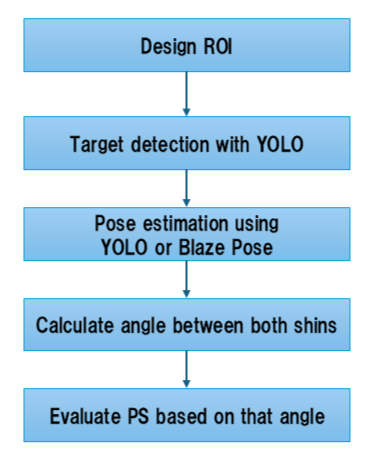 Design ROI
Target detection with YOLO
Pose estimation using
YOLO or Blaze Pose
Calculate angle between both shins
Evaluate PS based on that angle